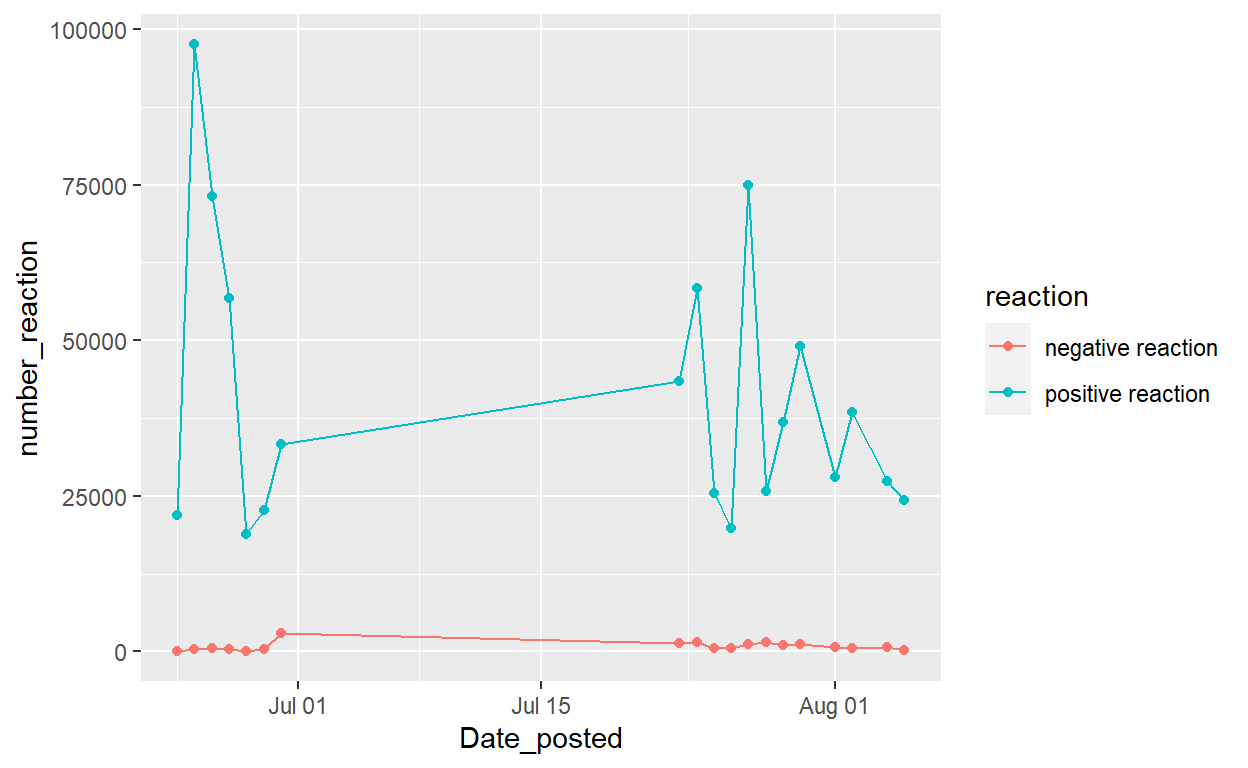 100000
75000
50000
25000
0
number_reaction
Jul 01
Jul 15
Aug 01
Date_posted
reaction
negative reaction
positive reaction